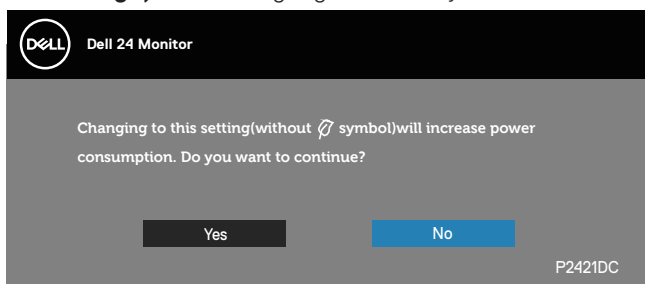 DELL Dell 24 Monitor
Changing to this setting(without symbol)will increase power
consumption. Do you want to continue?
Yes No
P2421DC